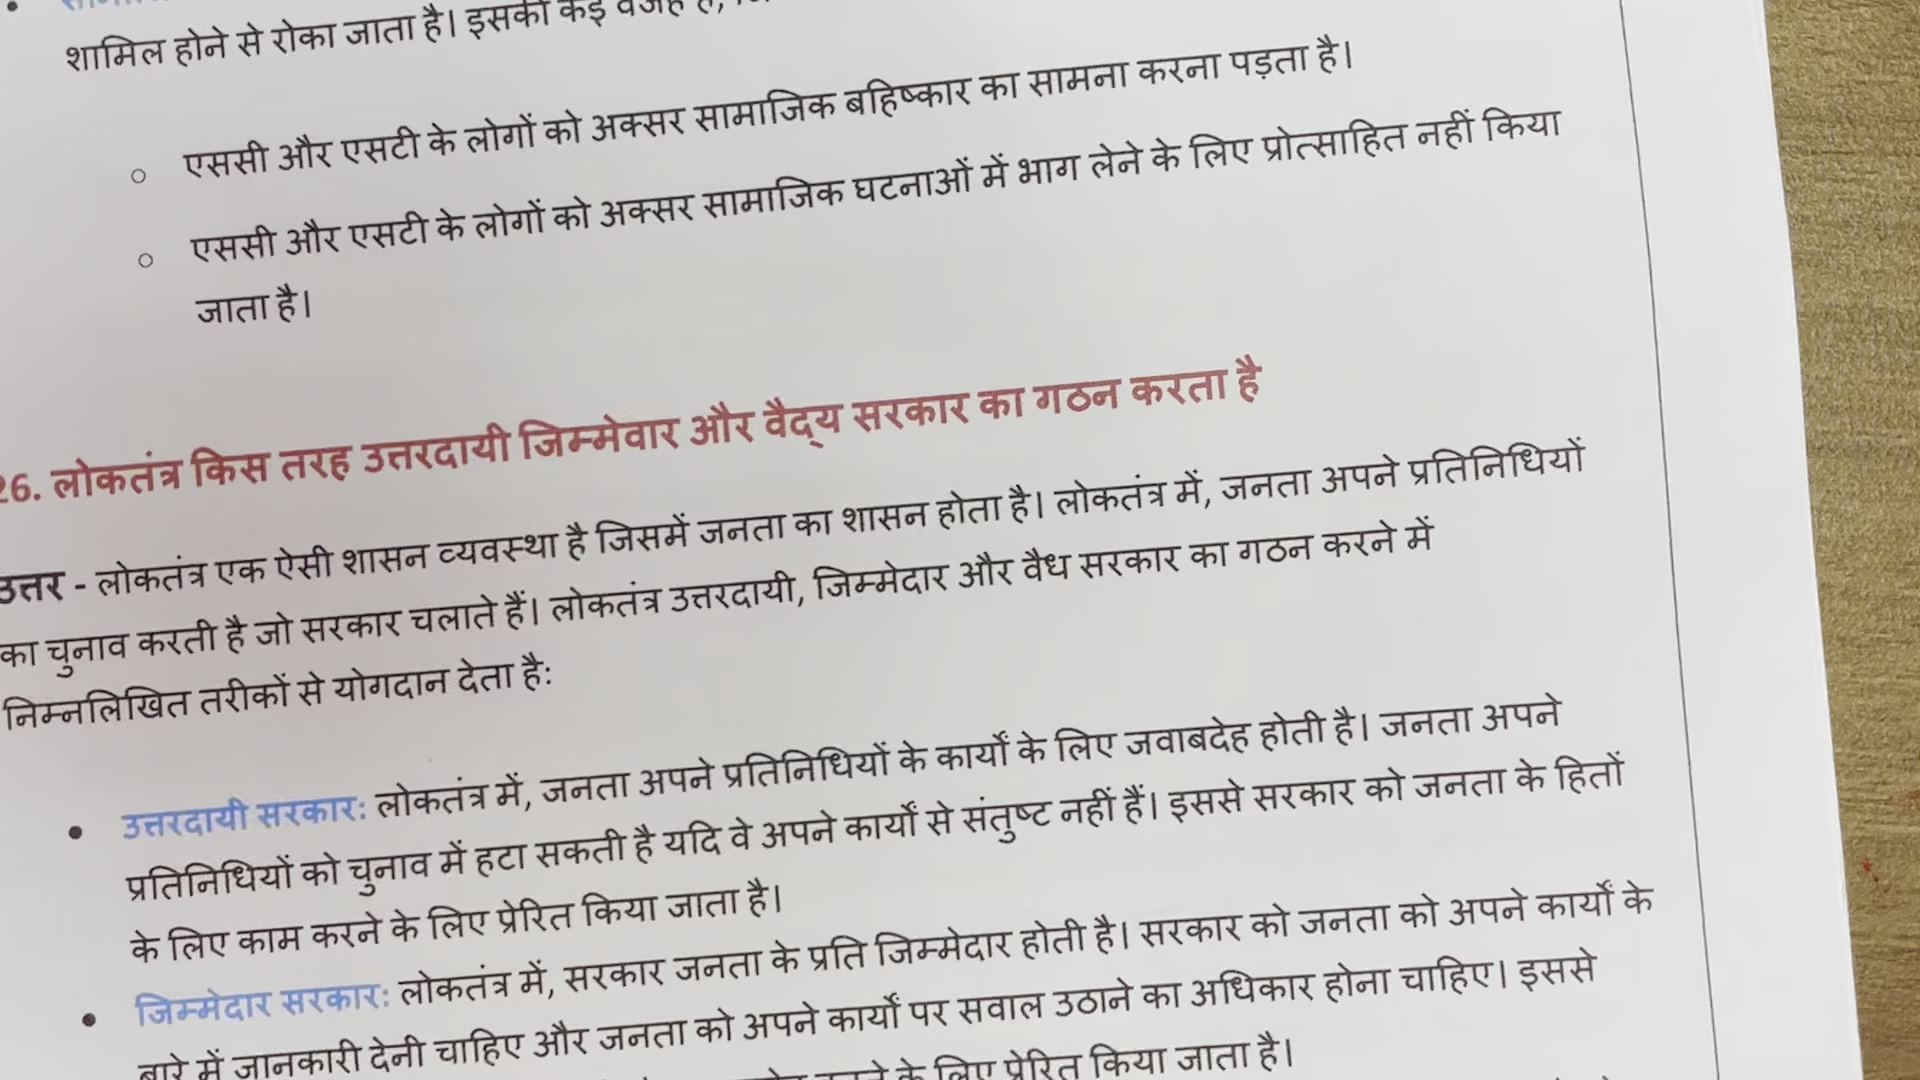 शामिल होने से रोका जाता है। इसकी कई वजह
○ एससी और एसटी के लोगों को अक्सर सामाजिक बहिष्कार का सामना करना पड़ता है।
○ एससी और एसटी के लोगों को अक्सर सामाजिक घटनाओं में भाग लेने के लिए प्रोत्साहित नहीं किया
जाता है।
26. लोकतंत्र किस तरह उत्तरदायी जिम्मेवार और वैद्य सरकार का गठन करता है
उत्तर - लोकतंत्र एक ऐसी शासन व्यवस्था है जिसमें जनता का शासन होता है। लोकतंत्र में, जनता अपने प्रतिनिधियों
का चुनाव करती है जो सरकार चलाते हैं। लोकतंत्र उत्तरदायी, जिम्मेदार और वैध सरकार का गठन करने में
निम्नलिखित तरीकों से योगदान देता है:
• उत्तरदायी सरकार: लोकतंत्र में, जनता अपने प्रतिनिधियों के कार्यों के लिए जवाबदेह होती है। जनता अपने
प्रतिनिधियों को चुनाव में हटा सकती है यदि वे अपने कार्यों से संतुष्ट नहीं हैं। इससे सरकार को जनता के हितों
के लिए काम करने के लिए प्रेरित किया जाता है।
• जिम्मेदार सरकार: लोकतंत्र में, सरकार जनता के प्रति जिम्मेदार होती है। सरकार को जनता को अपने कार्यों के
बारे में जानकारी देनी चाहिए और जनता को अपने कार्यों पर सवाल उठाने का अधिकार होना चाहिए। इससे
के लिए प्रेरित किया जाता है।